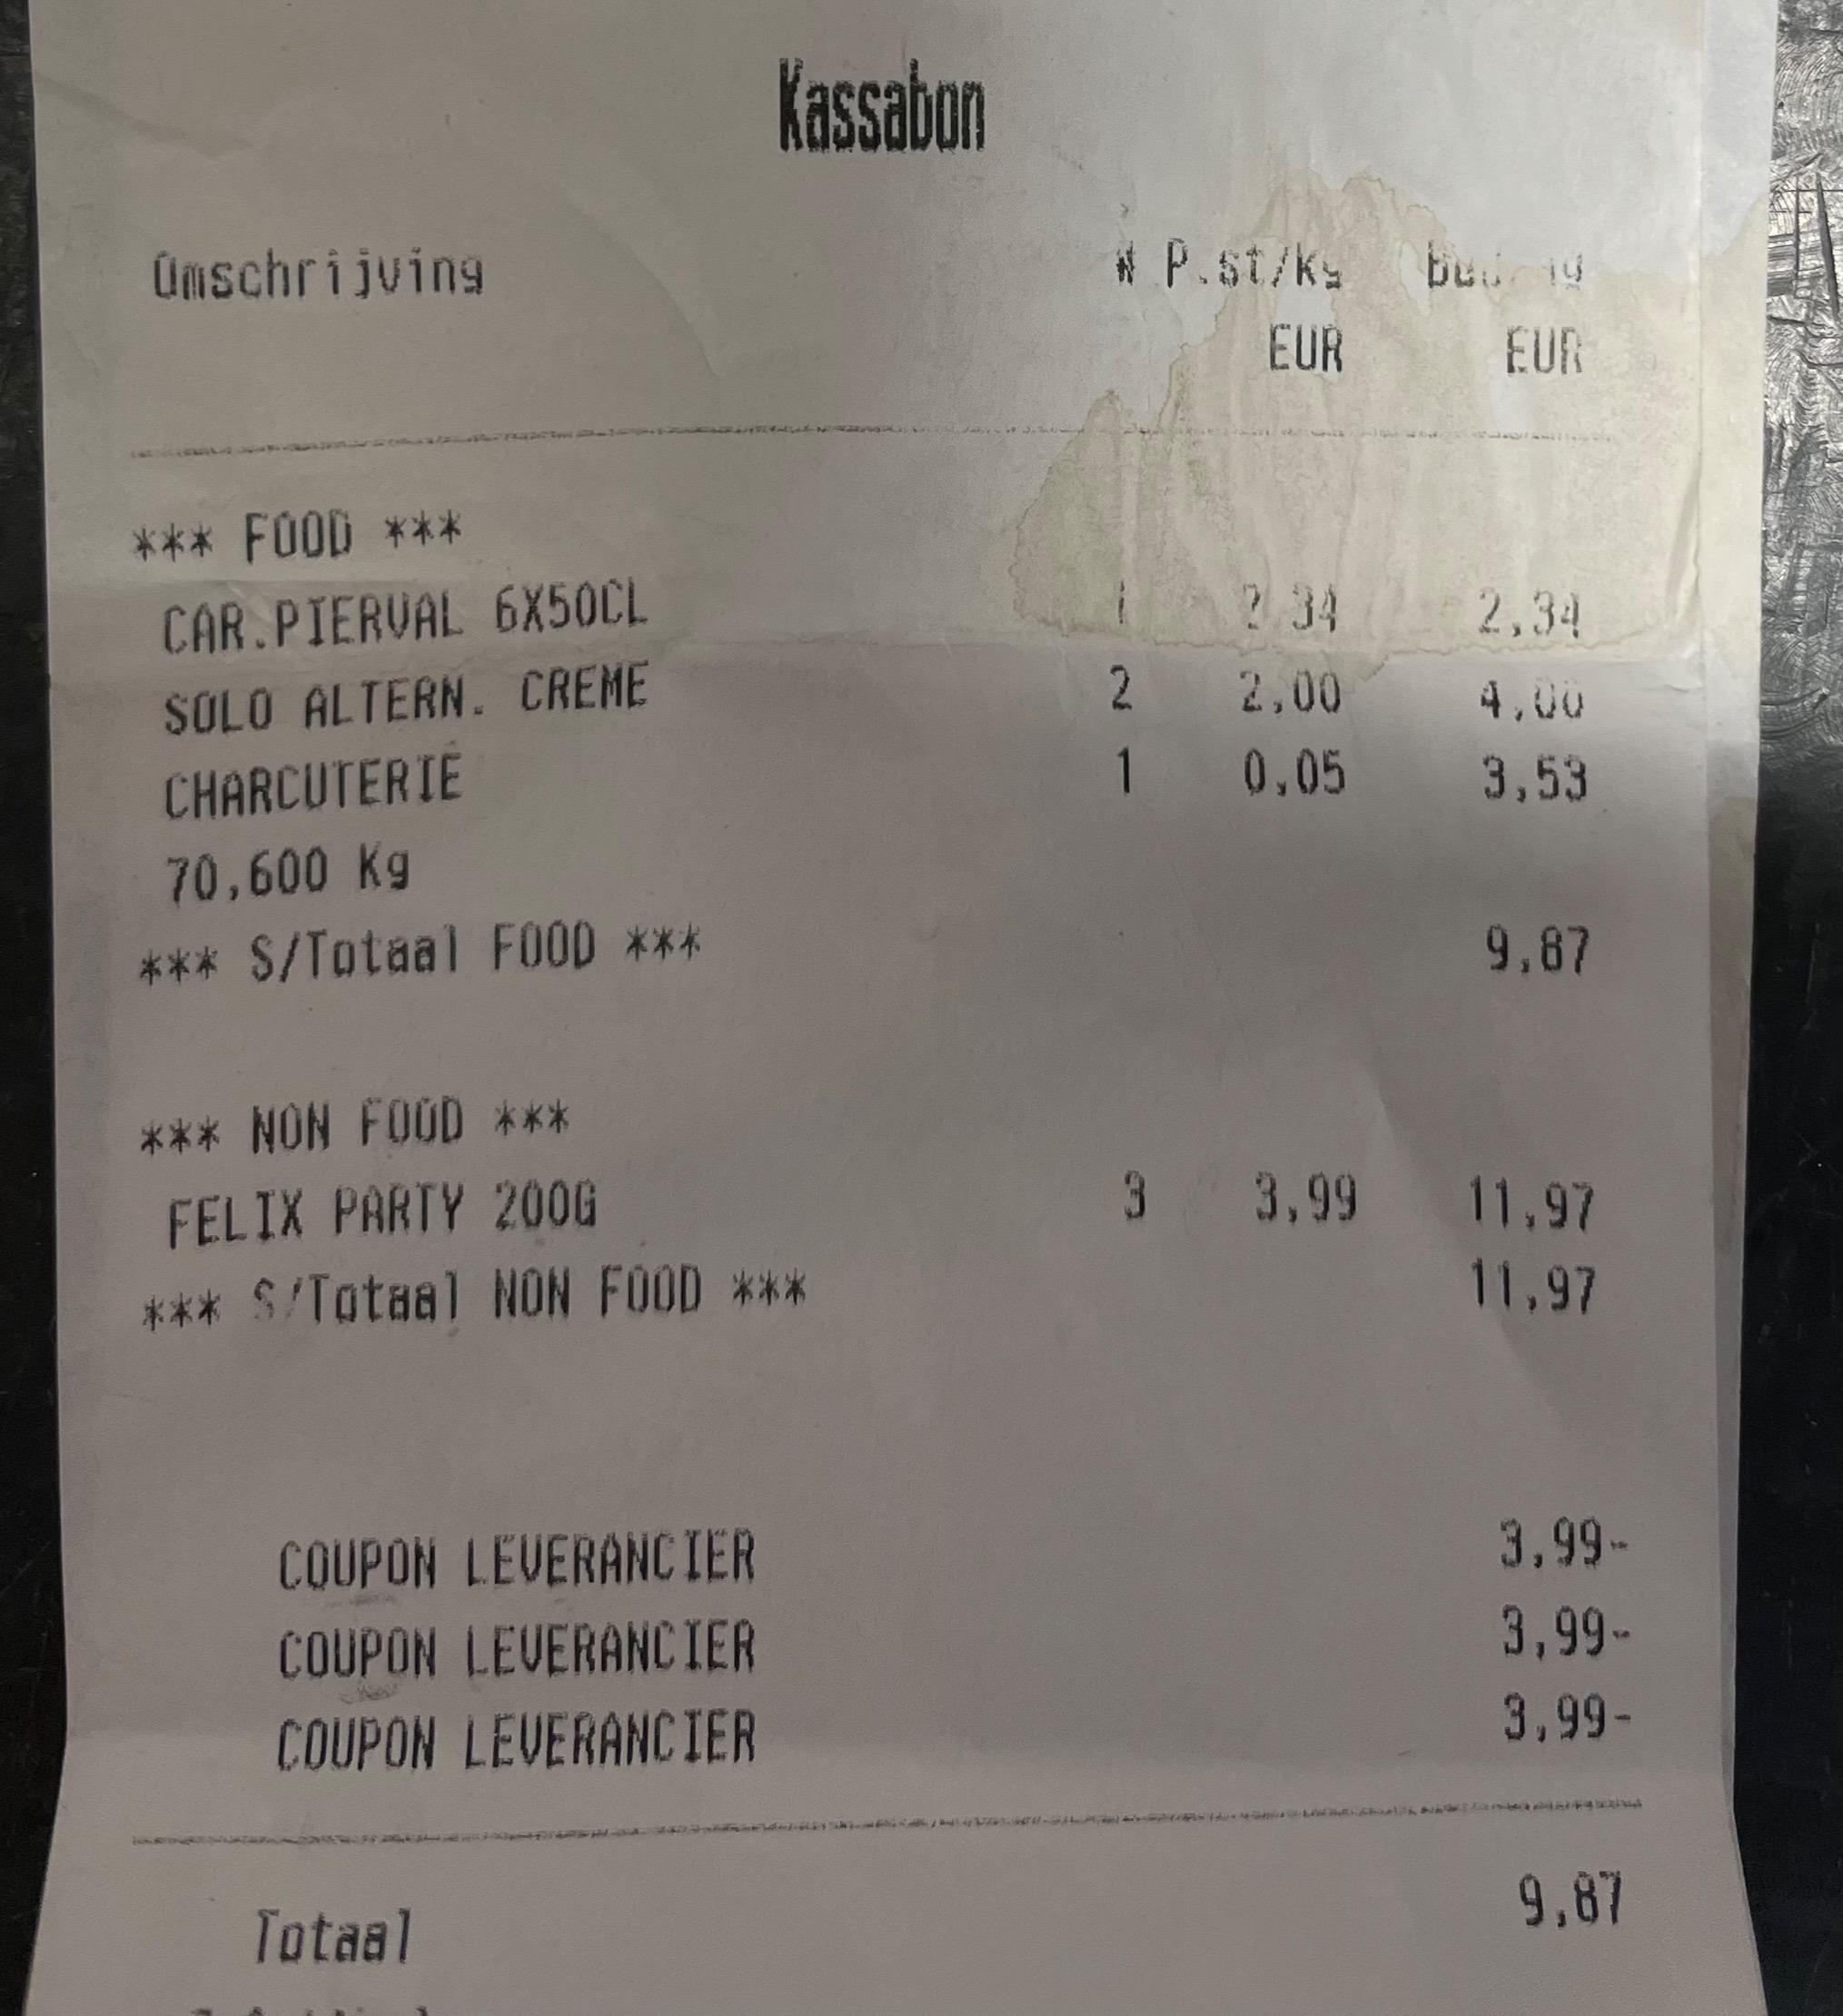 Kassabon
Omschrijving # P.st/kg
EUR EUR
*** FOOD ***
CAR.PIERVAL 6X50CL 1 2,34 2,34
SOLO ALTERN. CREME 2 2,00 4,00
CHARCUTERIE 1 0,05 3,53
70,600 Kg
*** S/Totaal FOOD *** 9,87
*** NON FOOD ***
FELIX PARTY 200G 3 3,99 11,97
*** S/Totaal NON FOOD *** 11,97
COUPON LEVERANCIER 3,99-
COUPON LEVERANCIER 3,99-
COUPON LEVERANCIER 3,99-
Totaal 9,87